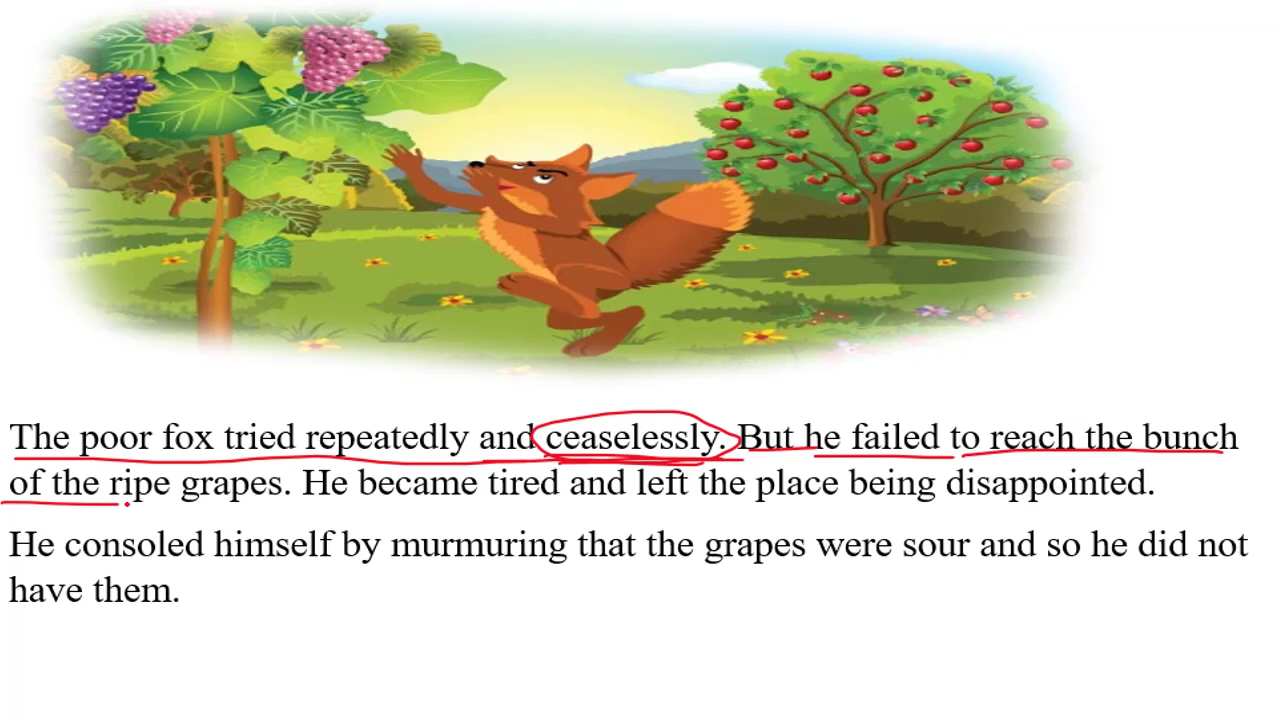 The poor fox tried repeatedly and ceaselessly. But he failed to reach the bunch
of the ripe grapes. He became tired and left the place being disappointed.
He consoled himself by murmuring that the grapes were sour and so he did not
have them.